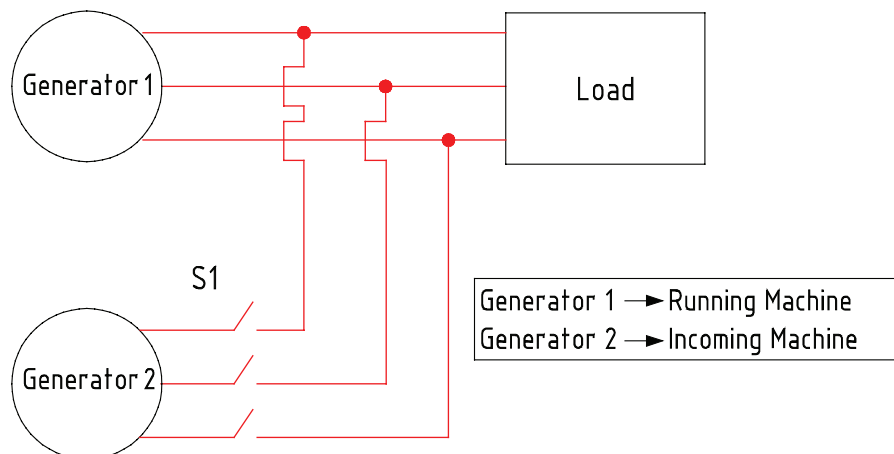 Generator 1
Load
S1
Generator 1 → Running Machine
Generator 2 → Incoming Machine
Generator 2